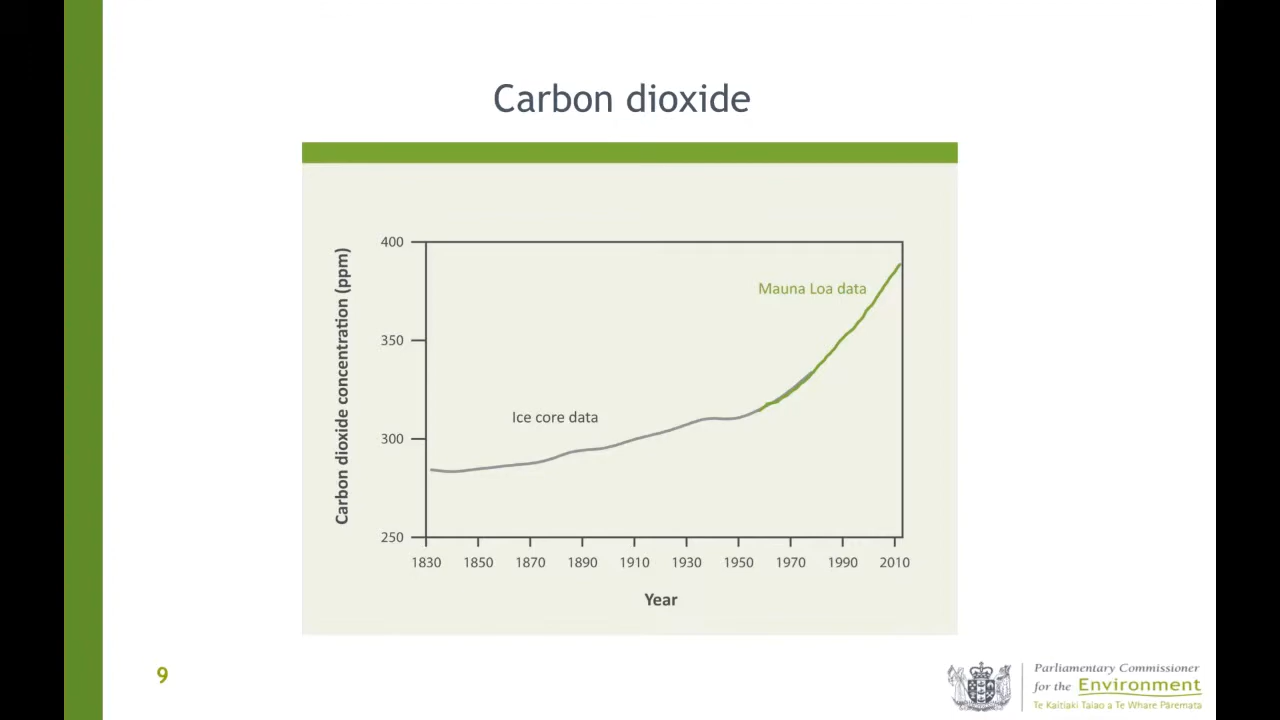 Carbon dioxide
400
350
300
250
Carbon dioxide concentration (ppm)
Mauna Loa data
Ice core data
1830 1850 1870 1890 1910 1930 1950 1970 1990 2010
Year
9
Parliamentary Commissioner
for the Environment
Te Kaitiaki Taiao a Te Whare Pāremata